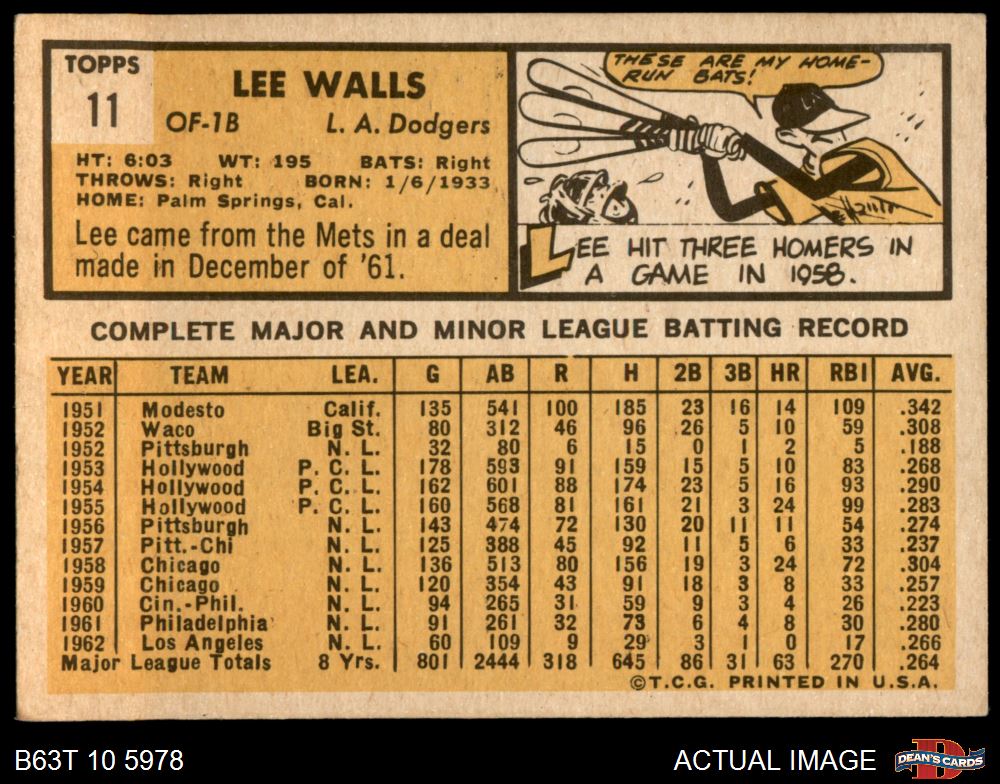 TOPPS
11
LEE WALLS
OF-1B L. A. Dodgers
HT: 6:03 WT: 195 BATS: Right
THROWS: Right BORN: 1/6/1933
HOME: Palm Springs, Cal.
Lee came from the Mets in a deal
made in December of '61.
THESE ARE MY HOME-
RUN BATS!
LA
LEE HIT THREE HOMERS IN
A GAME IN 1958.
COMPLETE MAJOR AND MINOR LEAGUE BATTING RECORD
YEAR TEAM LEA. G AB R H 2B 3B HR RBI AVG.
1951 Modesto Calif. 135 541 100 185 23 16 14 109 .342
1952 Waco Big St. 80 312 46 96 26 5 10 59 .308
1952 Pittsburgh N. L. 32 80 6 15 0 1 2 5 .188
1953 Hollywood P. C. L. 178 593 91 159 15 5 10 83 .268
1954 Hollywood P. C. L. 162 601 88 174 23 5 16 93 .290
1955 Hollywood P. C. L. 160 568 81 161 21 3 24 99 .283
1956 Pittsburgh N. L. 143 474 72 130 20 11 11 54 .274
1957 Pitt.-Chi N. L. 125 388 45 92 11 5 6 33 .237
1958 Chicago N. L. 136 513 80 156 19 3 24 72 .304
1959 Chicago N. L. 120 354 43 91 18 3 8 33 .257
1960 Cin.-Phil. N. L. 94 265 31 59 9 3 4 26 .223
1961 Philadelphia N. L. 91 261 32 73 6 4 8 30 .280
1962 Los Angeles N. L. 60 109 9 29 3 1 0 17 .266
Major League Totals 8 Yrs. 801 2444 318 645 86 31 63 270 .264
©T.C.G. PRINTED IN U.S.A.
B63T 10 5978 ACTUAL IMAGE
DEAN'S CARDS